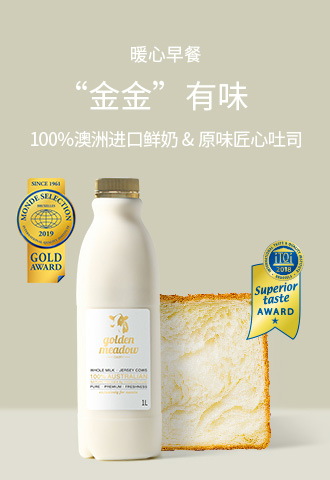 暖心早餐
“金金”有味
100%澳洲进口鲜奶 & 原味匠心吐司
SINCE 1961
MONDE SELECTION
BRUXELLES
2019
GOLD
AWARD
iTQi
2018
Superior
taste
AWARD
golden
meadow
WHOLE MILK JERSEY COWS
100% AUSTRALIAN
PURE PREMIUM FRESHNESS
1L